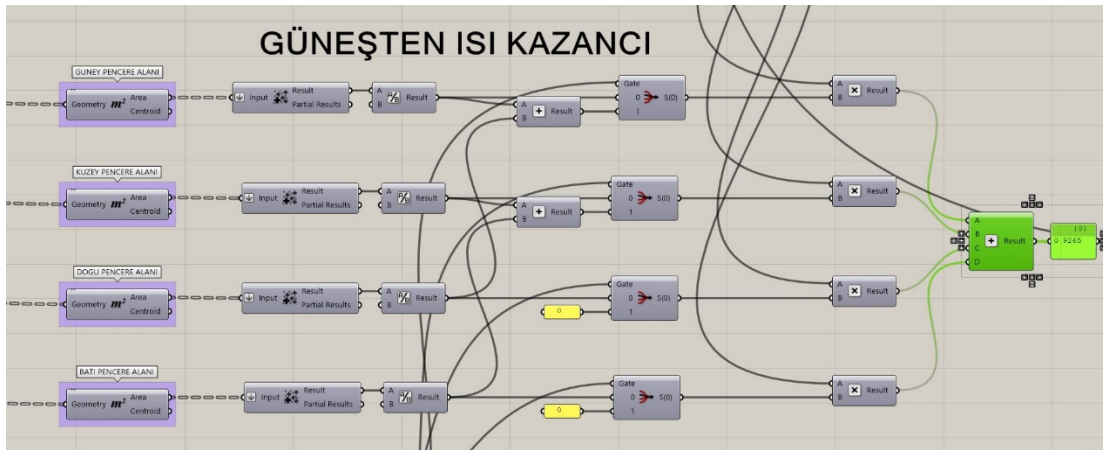 GÜNEŞTEN ISI KAZANCI
GUNEY PENCERE ALANI
Geometry m² Area Centroid
Input Result Partial Results
A B A/B Result
A B + Result
Gate 0 1 S(0)
A B × Result
KUZEY PENCERE ALANI
Geometry m² Area Centroid
Input Result Partial Results
A B A/B Result
A B + Result
Gate 0 1 S(0)
A B × Result
A B C D + Result
{0}
0 9265
DOGU PENCERE ALANI
Geometry m² Area Centroid
Input Result Partial Results
A B A/B Result
0
Gate 0 1 S(0)
A B × Result
BATI PENCERE ALANI
Geometry m² Area Centroid
Input Result Partial Results
A B A/B Result
0
Gate 0 1 S(0)
A B × Result